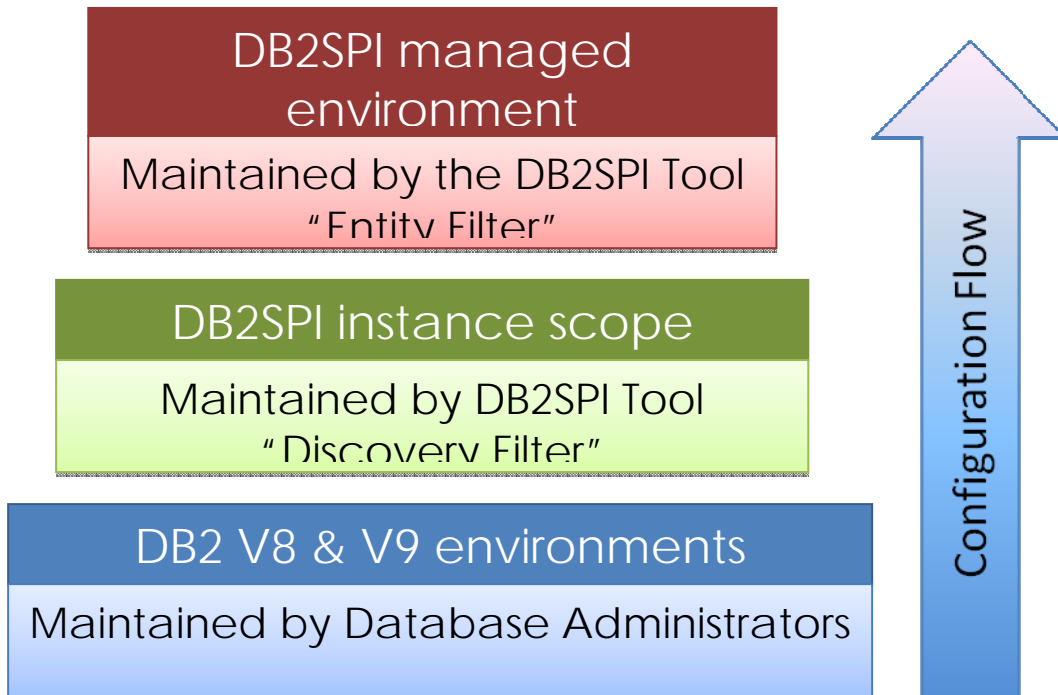 DB2SPI managed
environment
Maintained by the DB2SPI Tool
“Entity Filter”
DB2SPI instance scope
Maintained by DB2SPI Tool
“Discovery Filter”
DB2 V8 & V9 environments
Maintained by Database Administrators
Configuration Flow